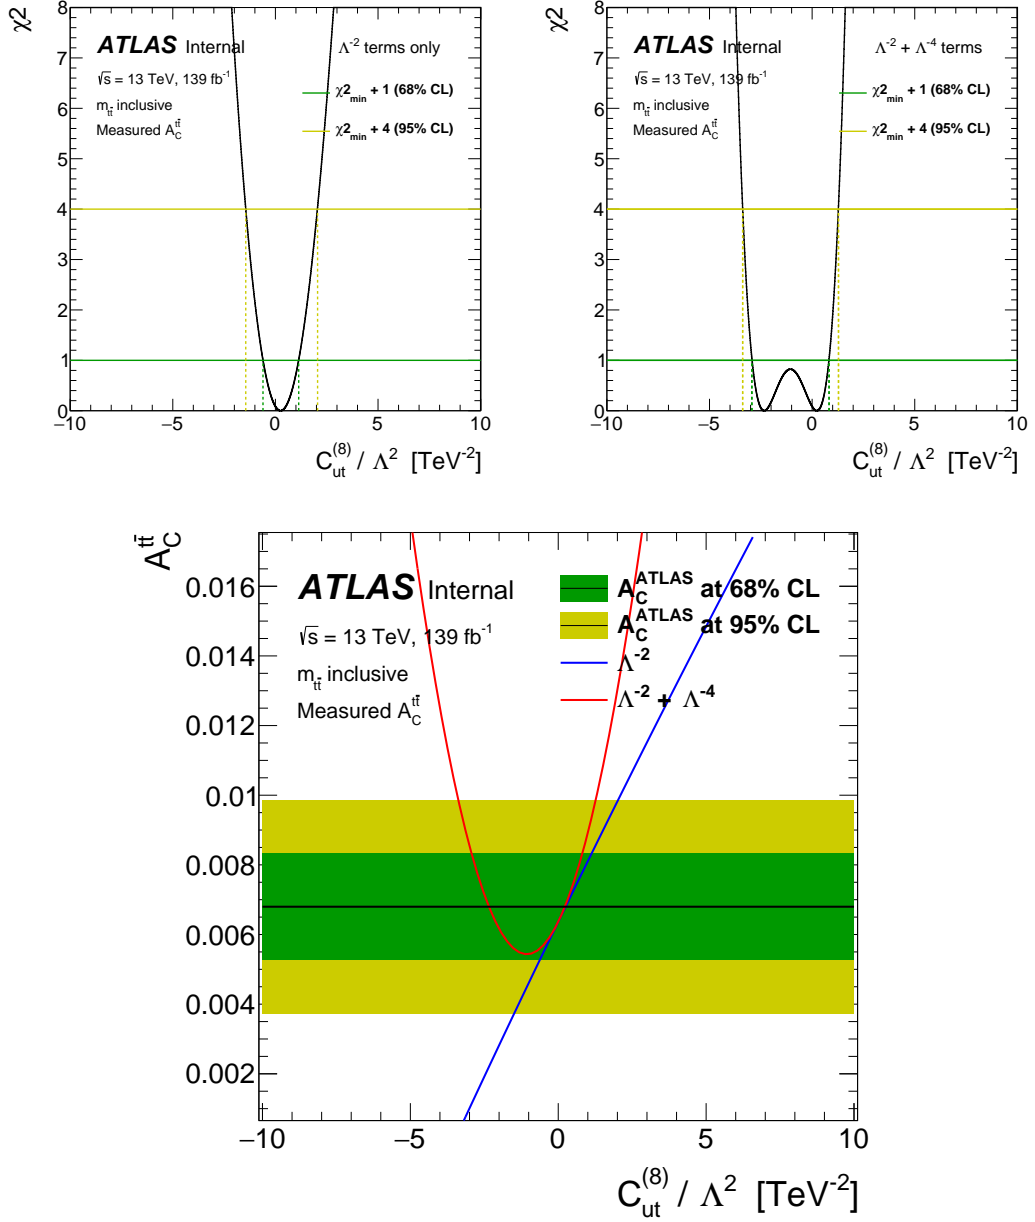 χ2
8
7
6
5
4
3
2
1
0
ATLAS Internal
Λ⁻² terms only
√s = 13 TeV, 139 fb⁻¹
m_tt̄ inclusive
Measured A_C^tt̄
χ2_min + 1 (68% CL)
χ2_min + 4 (95% CL)
−10 −5 0 5 10
C_ut^(8) / Λ² [TeV⁻²]
χ2
8
7
6
5
4
3
2
1
0
ATLAS Internal
Λ⁻² + Λ⁻⁴ terms
√s = 13 TeV, 139 fb⁻¹
m_tt̄ inclusive
Measured A_C^tt̄
χ2_min + 1 (68% CL)
χ2_min + 4 (95% CL)
−10 −5 0 5 10
C_ut^(8) / Λ² [TeV⁻²]
A_C^tt̄
0.016
0.014
0.012
0.01
0.008
0.006
0.004
0.002
ATLAS Internal
√s = 13 TeV, 139 fb⁻¹
m_tt̄ inclusive
Measured A_C^tt̄
A_C^ATLAS at 68% CL
A_C^ATLAS at 95% CL
Λ⁻²
Λ⁻² + Λ⁻⁴
−10 −5 0 5 10
C_ut^(8) / Λ² [TeV⁻²]